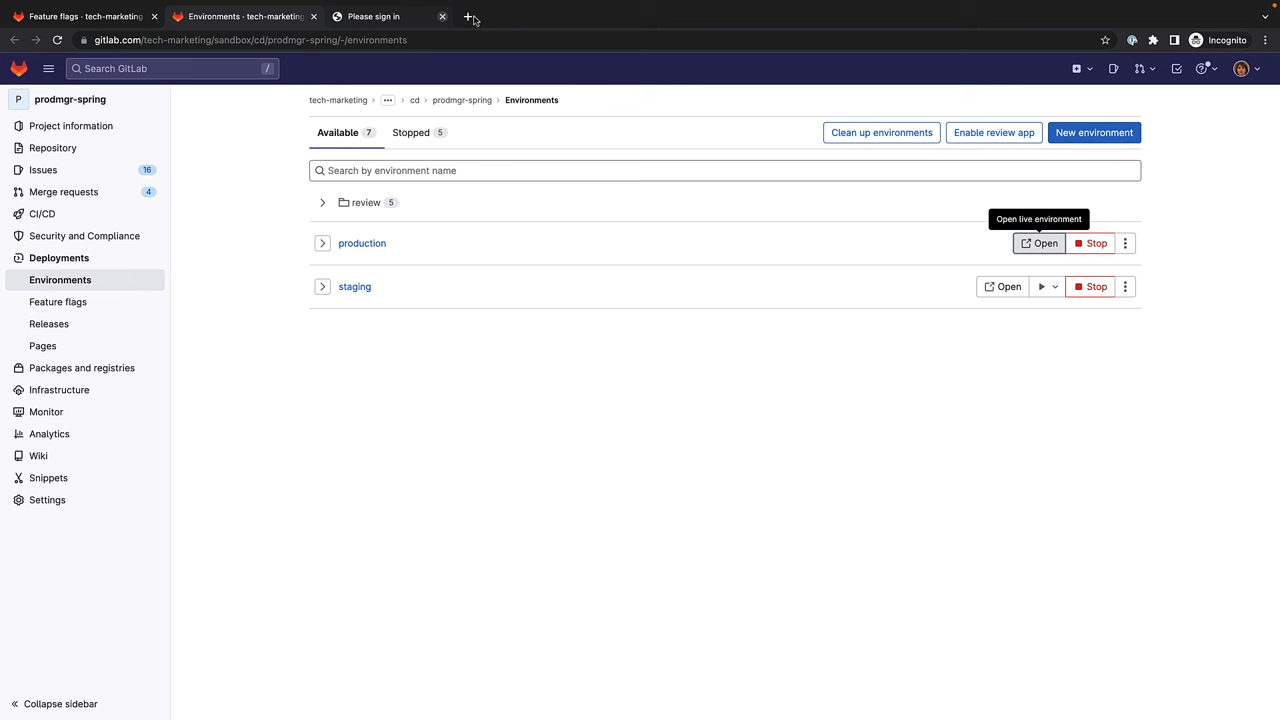 Feature flags · tech-marketing
Environments · tech-marketing
Please sign in
gitlab.com/tech-marketing/sandbox/cd/prodmgr-spring/-/environments
Incognito
Search GitLab /
P prodmgr-spring
Project information
Repository
Issues 16
Merge requests 4
CI/CD
Security and Compliance
Deployments
Environments
Feature flags
Releases
Pages
Packages and registries
Infrastructure
Monitor
Analytics
Wiki
Snippets
Settings
Collapse sidebar
tech-marketing › ... › cd › prodmgr-spring › Environments
Available 7 Stopped 5
Clean up environments Enable review app New environment
Search by environment name
review 5
Open live environment
production Open Stop
staging Open Stop